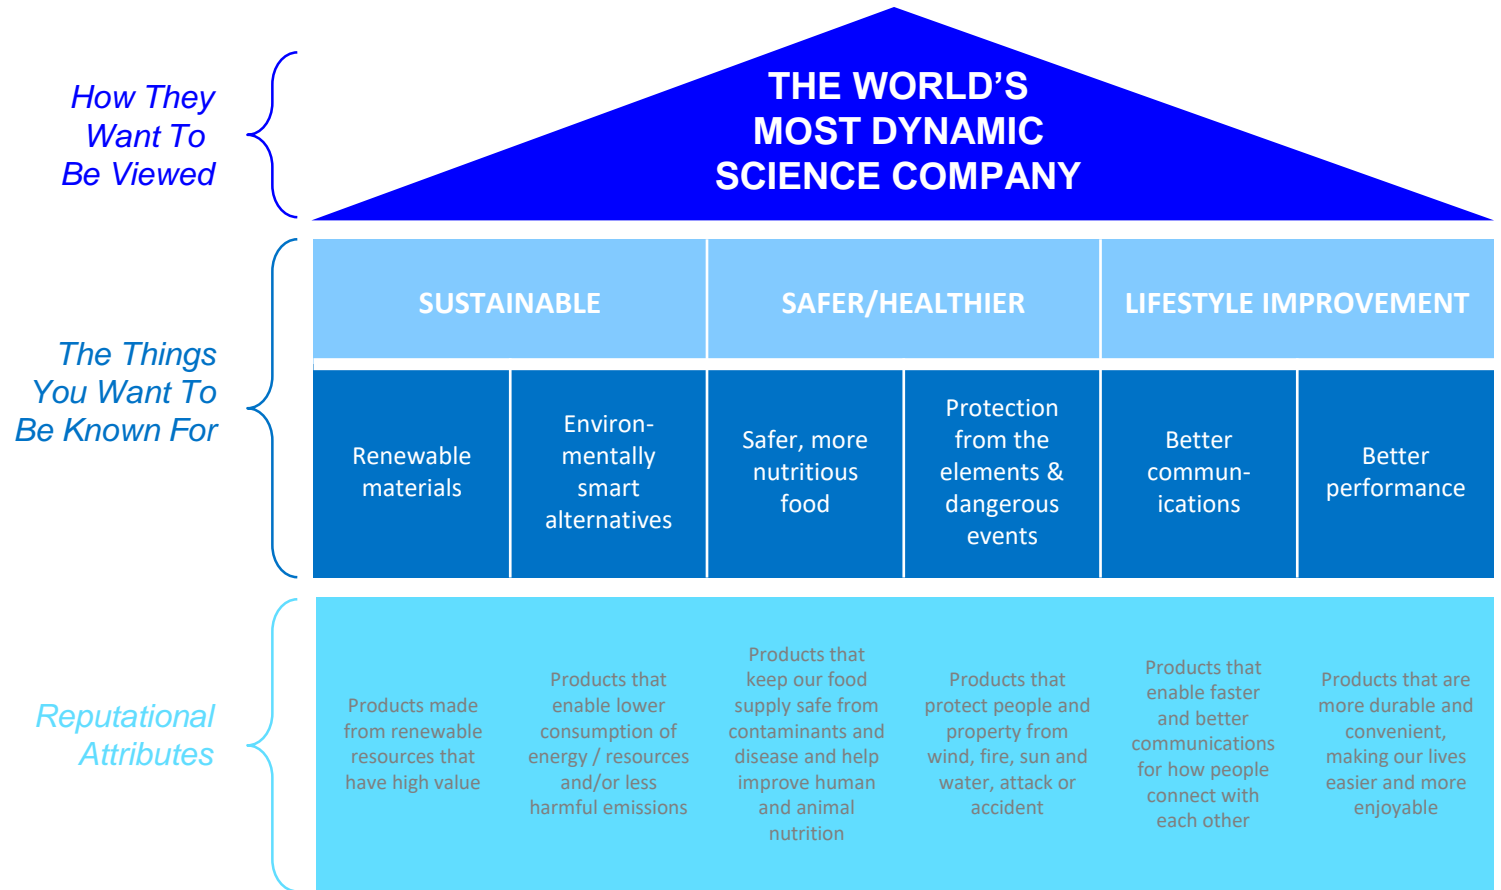 How They
Want To
Be Viewed
THE WORLD’S
MOST DYNAMIC
SCIENCE COMPANY
The Things
You Want To
Be Known For
SUSTAINABLE
SAFER/HEALTHIER
LIFESTYLE IMPROVEMENT
Renewable
materials
Environ-
mentally
smart
alternatives
Safer, more
nutritious
food
Protection
from the
elements &
dangerous
events
Better
commun-
ications
Better
performance
Reputational
Attributes
Products made
from renewable
resources that
have high value
Products that
enable lower
consumption of
energy / resources
and/or less
harmful emissions
Products that
keep our food
supply safe from
contaminants and
disease and help
improve human
and animal
nutrition
Products that
protect people and
property from
wind, fire, sun and
water, attack or
accident
Products that
enable faster
and better
communications
for how people
connect with
each other
Products that are
more durable and
convenient,
making our lives
easier and more
enjoyable